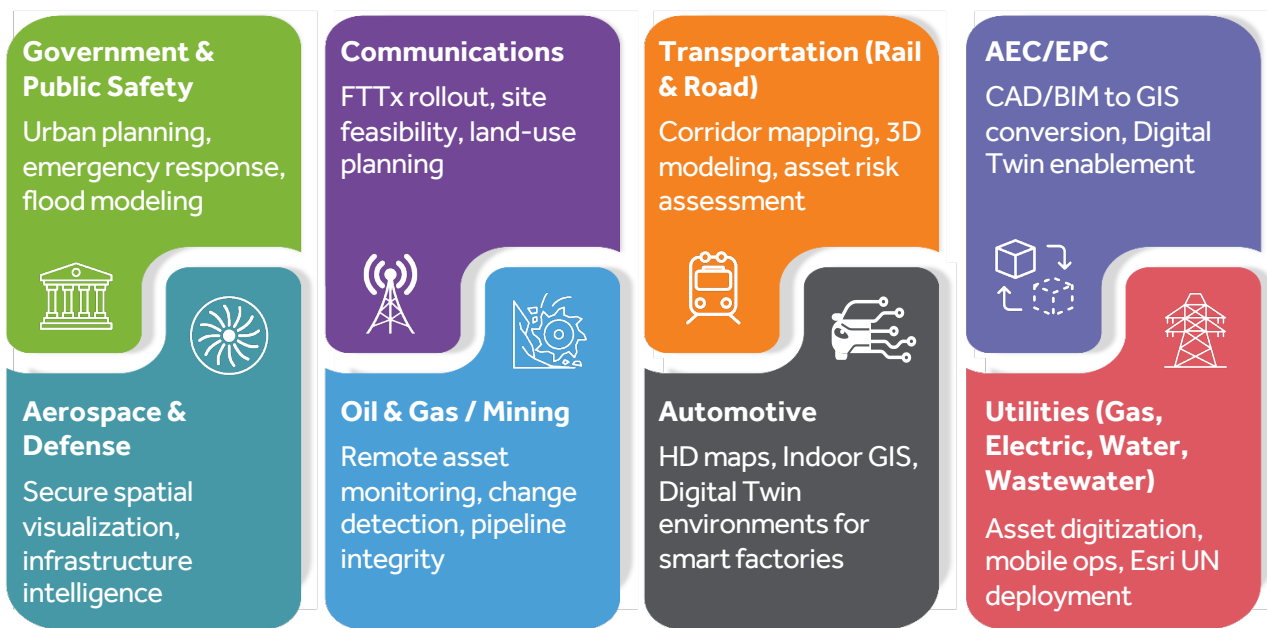 Government &
Public Safety
Urban planning,
emergency response,
flood modeling
Communications
FTTx rollout, site
feasibility, land-use
planning
Transportation (Rail
& Road)
Corridor mapping, 3D
modeling, asset risk
assessment
AEC/EPC
CAD/BIM to GIS
conversion, Digital
Twin enablement
Aerospace &
Defense
Secure spatial
visualization,
infrastructure
intelligence
Oil & Gas / Mining
Remote asset
monitoring, change
detection, pipeline
integrity
Automotive
HD maps, Indoor GIS,
Digital Twin
environments for
smart factories
Utilities (Gas,
Electric, Water,
Wastewater)
Asset digitization,
mobile ops, Esri UN
deployment